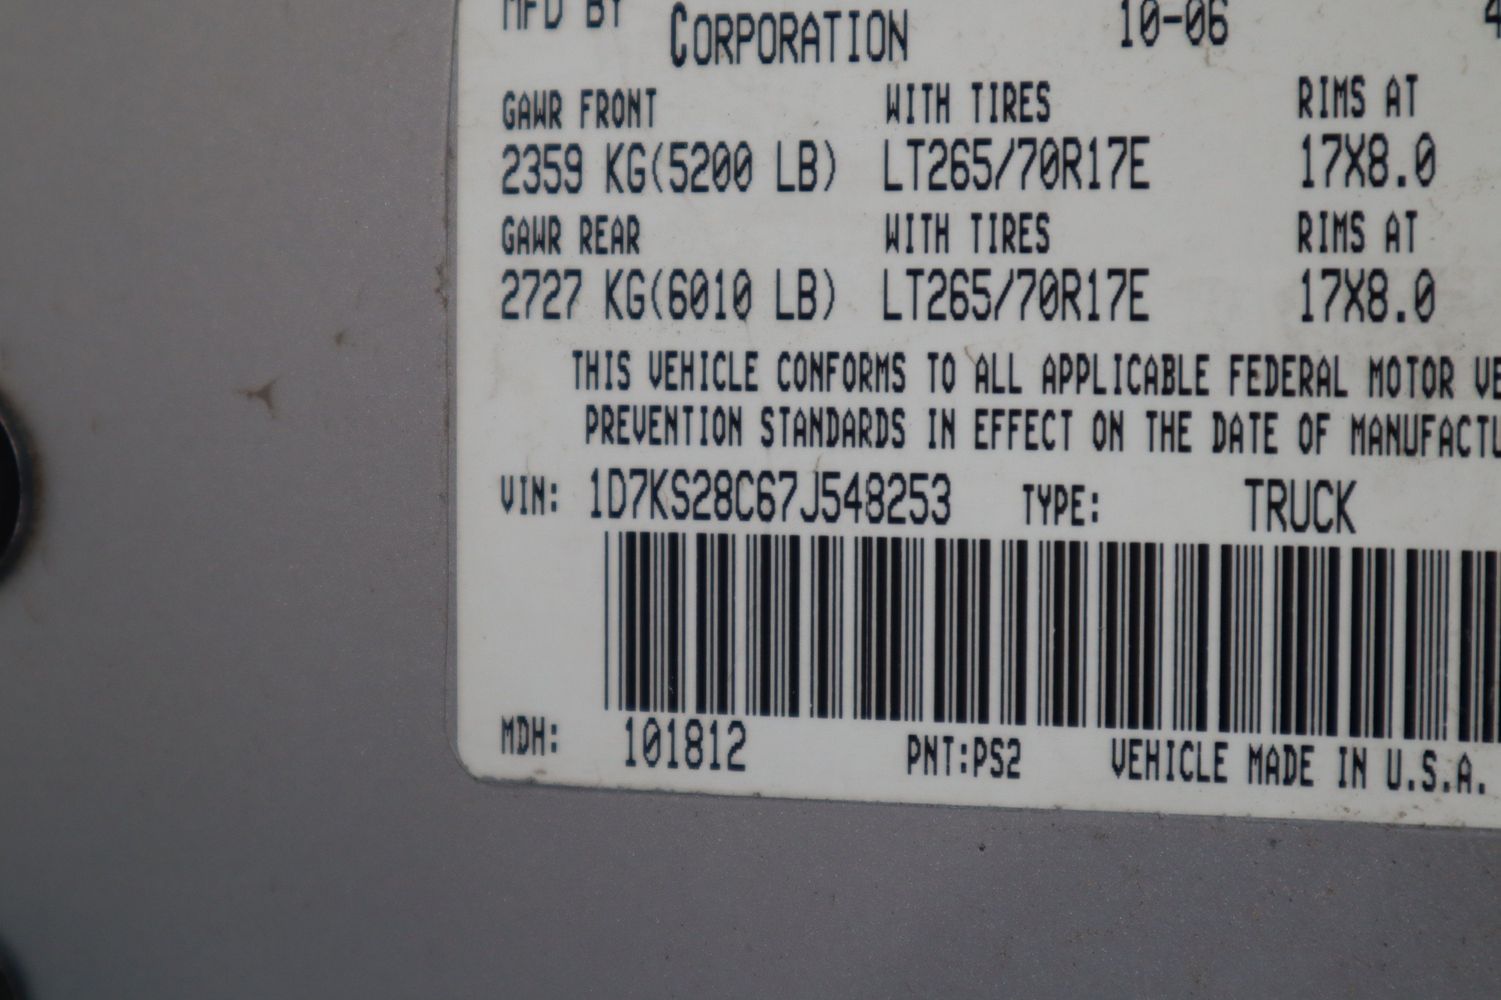 MFD BY CORPORATION 10-06 4
GAWR FRONT WITH TIRES RIMS AT
2359 KG(5200 LB) LT265/70R17E 17X8.0
GAWR REAR WITH TIRES RIMS AT
2727 KG(6010 LB) LT265/70R17E 17X8.0
THIS VEHICLE CONFORMS TO ALL APPLICABLE FEDERAL MOTOR VE
PREVENTION STANDARDS IN EFFECT ON THE DATE OF MANUFACTU
VIN: 1D7KS28C67J548253 TYPE: TRUCK
MDH: 101812 PNT:PS2 VEHICLE MADE IN U.S.A.